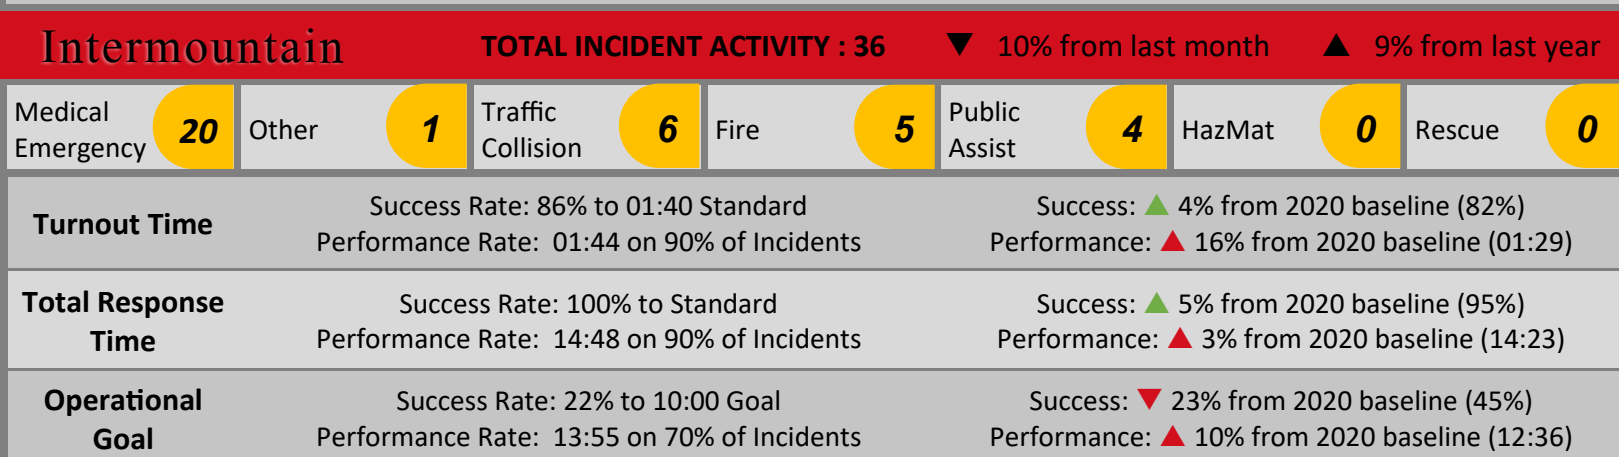 Intermountain TOTAL INCIDENT ACTIVITY : 36 ▼ 10% from last month ▲ 9% from last year
Medical Emergency 20
Other 1
Traffic Collision 6
Fire 5
Public Assist 4
HazMat 0
Rescue 0
Turnout Time
Success Rate: 86% to 01:40 Standard
Performance Rate: 01:44 on 90% of Incidents
Success: ▲ 4% from 2020 baseline (82%)
Performance: ▲ 16% from 2020 baseline (01:29)
Total Response
Time
Success Rate: 100% to Standard
Performance Rate: 14:48 on 90% of Incidents
Success: ▲ 5% from 2020 baseline (95%)
Performance: ▲ 3% from 2020 baseline (14:23)
Operational
Goal
Success Rate: 22% to 10:00 Goal
Performance Rate: 13:55 on 70% of Incidents
Success: ▼ 23% from 2020 baseline (45%)
Performance: ▲ 10% from 2020 baseline (12:36)